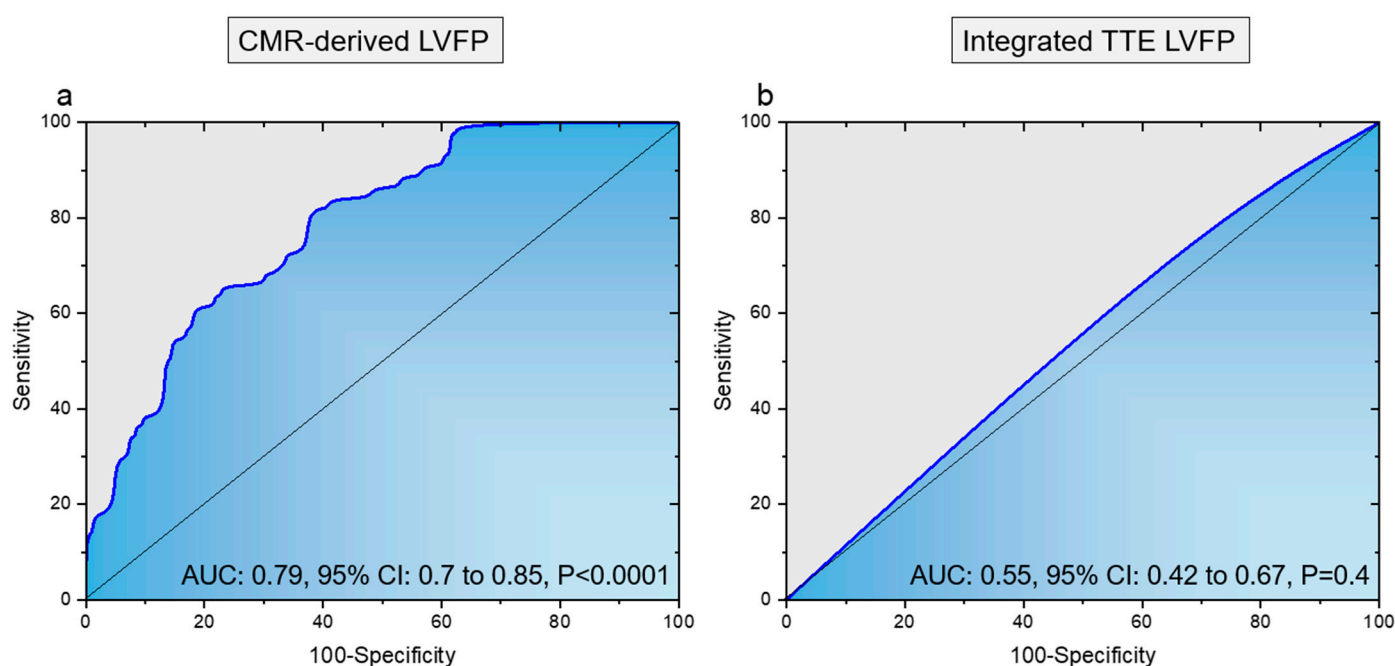 CMR-derived LVFP
Integrated TTE LVFP
a
100
80
60
40
20
0
Sensitivity
AUC: 0.79, 95% CI: 0.7 to 0.85, P<0.0001
0
20
40
60
80
100
100-Specificity
b
100
80
60
40
20
0
Sensitivity
AUC: 0.55, 95% CI: 0.42 to 0.67, P=0.4
0
20
40
60
80
100
100-Specificity